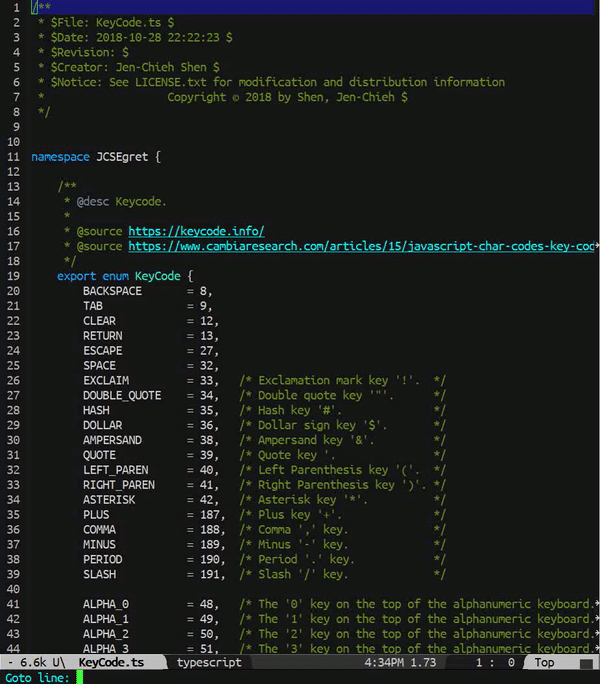 1 /**
2  * $File: KeyCode.ts $
3  * $Date: 2018-10-28 22:22:23 $
4  * $Revision: $
5  * $Creator: Jen-Chieh Shen $
6  * $Notice: See LICENSE.txt for modification and distribution information
7  *                   Copyright © 2018 by Shen, Jen-Chieh $
8  */
9
10
11 namespace JCSEgret {
12
13     /**
14      * @desc Keycode.
15      *
16      * @source https://keycode.info/
17      * @source https://www.cambiaresearch.com/articles/15/javascript-char-codes-key-cod
18      */
19     export enum KeyCode {
20         BACKSPACE       = 8,
21         TAB             = 9,
22         CLEAR           = 12,
23         RETURN          = 13,
24         ESCAPE          = 27,
25         SPACE           = 32,
26         EXCLAIM         = 33,   /* Exclamation mark key '!'.  */
27         DOUBLE_QUOTE    = 34,   /* Double quote key '"'.      */
28         HASH            = 35,   /* Hash key '#'.              */
29         DOLLAR          = 36,   /* Dollar sign key '$'.       */
30         AMPERSAND       = 38,   /* Ampersand key '&'.         */
31         QUOTE           = 39,   /* Quote key '.               */
32         LEFT_PAREN      = 40,   /* Left Parenthesis key '('.  */
33         RIGHT_PAREN     = 41,   /* Right Parenthesis key ')'. */
34         ASTERISK        = 42,   /* Asterisk key '*'.          */
35         PLUS            = 187,  /* Plus key '+'.              */
36         COMMA           = 188,  /* Comma ',' key.             */
37         MINUS           = 189,  /* Minus '-' key.             */
38         PERIOD          = 190,  /* Period '.' key.            */
39         SLASH           = 191,  /* Slash '/' key.             */
40
41         ALPHA_0         = 48,   /* The '0' key on the top of the alphanumeric keyboard.
42         ALPHA_1         = 49,   /* The '1' key on the top of the alphanumeric keyboard.
43         ALPHA_2         = 50,   /* The '2' key on the top of the alphanumeric keyboard.
44         ALPHA_3         = 51,   /* The '3' key on the top of the alphanumeric keyboard.
- 6.6k U\ KeyCode.ts typescript 4:34PM 1.73 1 : 0 Top
Goto line: